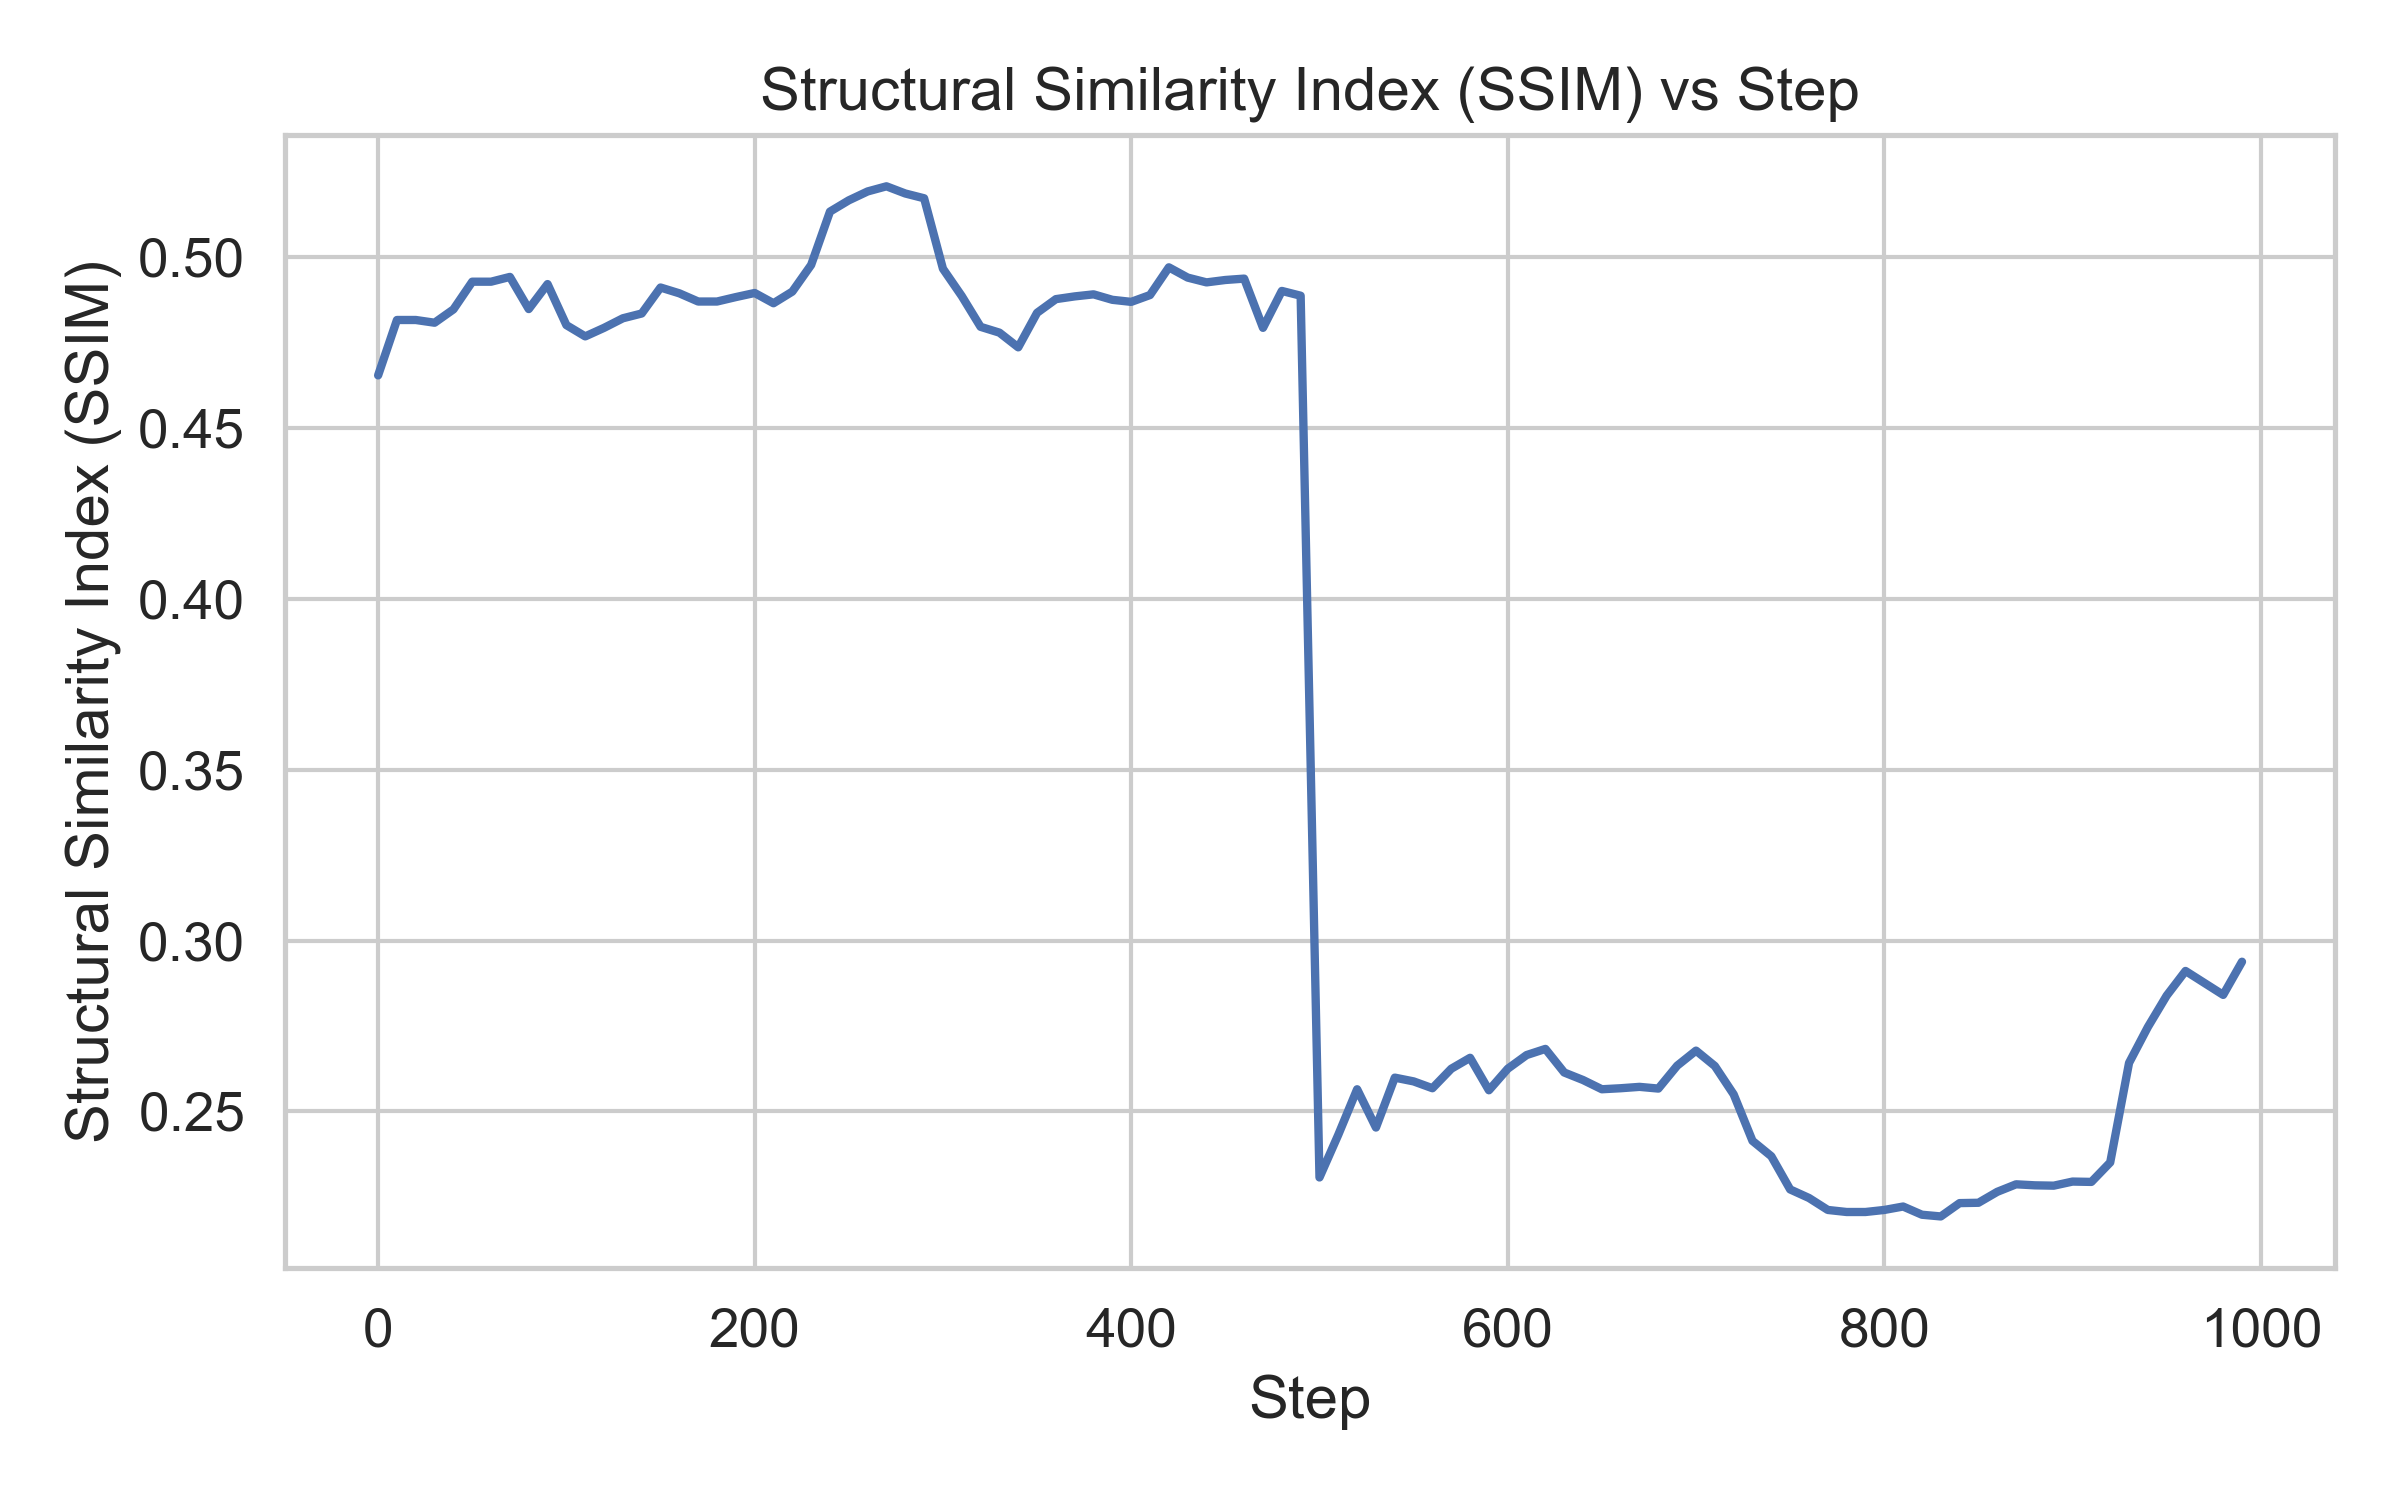 Structural Similarity Index (SSIM) vs Step
Structural Similarity Index (SSIM)
0.50
0.45
0.40
0.35
0.30
0.25
0 200 400 600 800 1000
Step